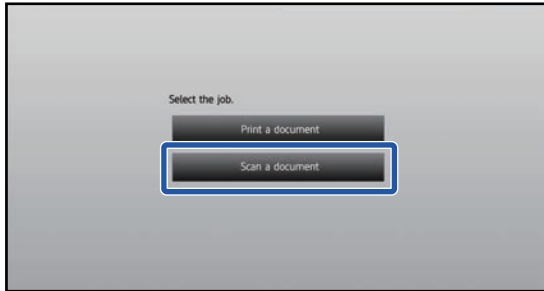 Select the job.
Print a document
Scan a document